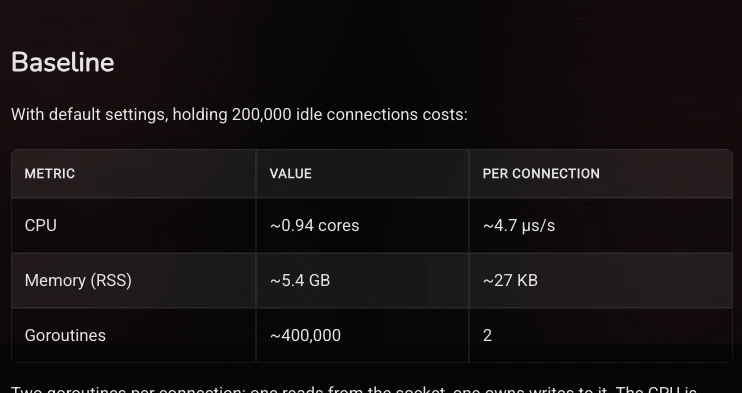 Baseline
With default settings, holding 200,000 idle connections costs:
METRIC VALUE PER CONNECTION
CPU ~0.94 cores ~4.7 µs/s
Memory (RSS) ~5.4 GB ~27 KB
Goroutines ~400,000 2
Two goroutines per connection: one reads from the socket, one owns writes to it. The CPU is